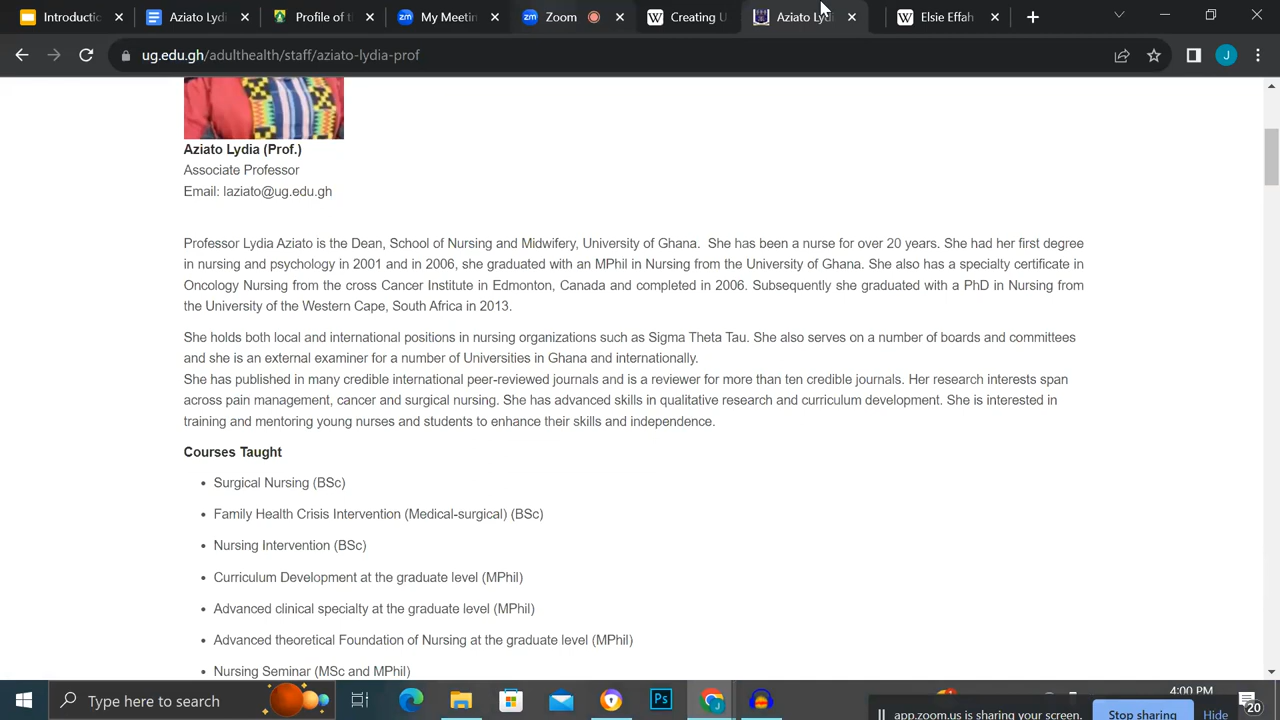 Introductic
Aziato Lydi
Profile of t
My Meetin
Zoom
Creating U
Aziato Lydi
Elsie Effah
ug.edu.gh/adulthealth/staff/aziato-lydia-prof
J
Aziato Lydia (Prof.)
Associate Professor
Email: laziato@ug.edu.gh
Professor Lydia Aziato is the Dean, School of Nursing and Midwifery, University of Ghana. She has been a nurse for over 20 years. She had her first degree
in nursing and psychology in 2001 and in 2006, she graduated with an MPhil in Nursing from the University of Ghana. She also has a specialty certificate in
Oncology Nursing from the cross Cancer Institute in Edmonton, Canada and completed in 2006. Subsequently she graduated with a PhD in Nursing from
the University of the Western Cape, South Africa in 2013.
She holds both local and international positions in nursing organizations such as Sigma Theta Tau. She also serves on a number of boards and committees
and she is an external examiner for a number of Universities in Ghana and internationally.
She has published in many credible international peer-reviewed journals and is a reviewer for more than ten credible journals. Her research interests span
across pain management, cancer and surgical nursing. She has advanced skills in qualitative research and curriculum development. She is interested in
training and mentoring young nurses and students to enhance their skills and independence.
Courses Taught
Surgical Nursing (BSc)
Family Health Crisis Intervention (Medical-surgical) (BSc)
Nursing Intervention (BSc)
Curriculum Development at the graduate level (MPhil)
Advanced clinical specialty at the graduate level (MPhil)
Advanced theoretical Foundation of Nursing at the graduate level (MPhil)
Nursing Seminar (MSc and MPhil)
Type here to search
Ps
4:00 PM
20
app.zoom.us is sharing your screen.
Stop sharing
Hide